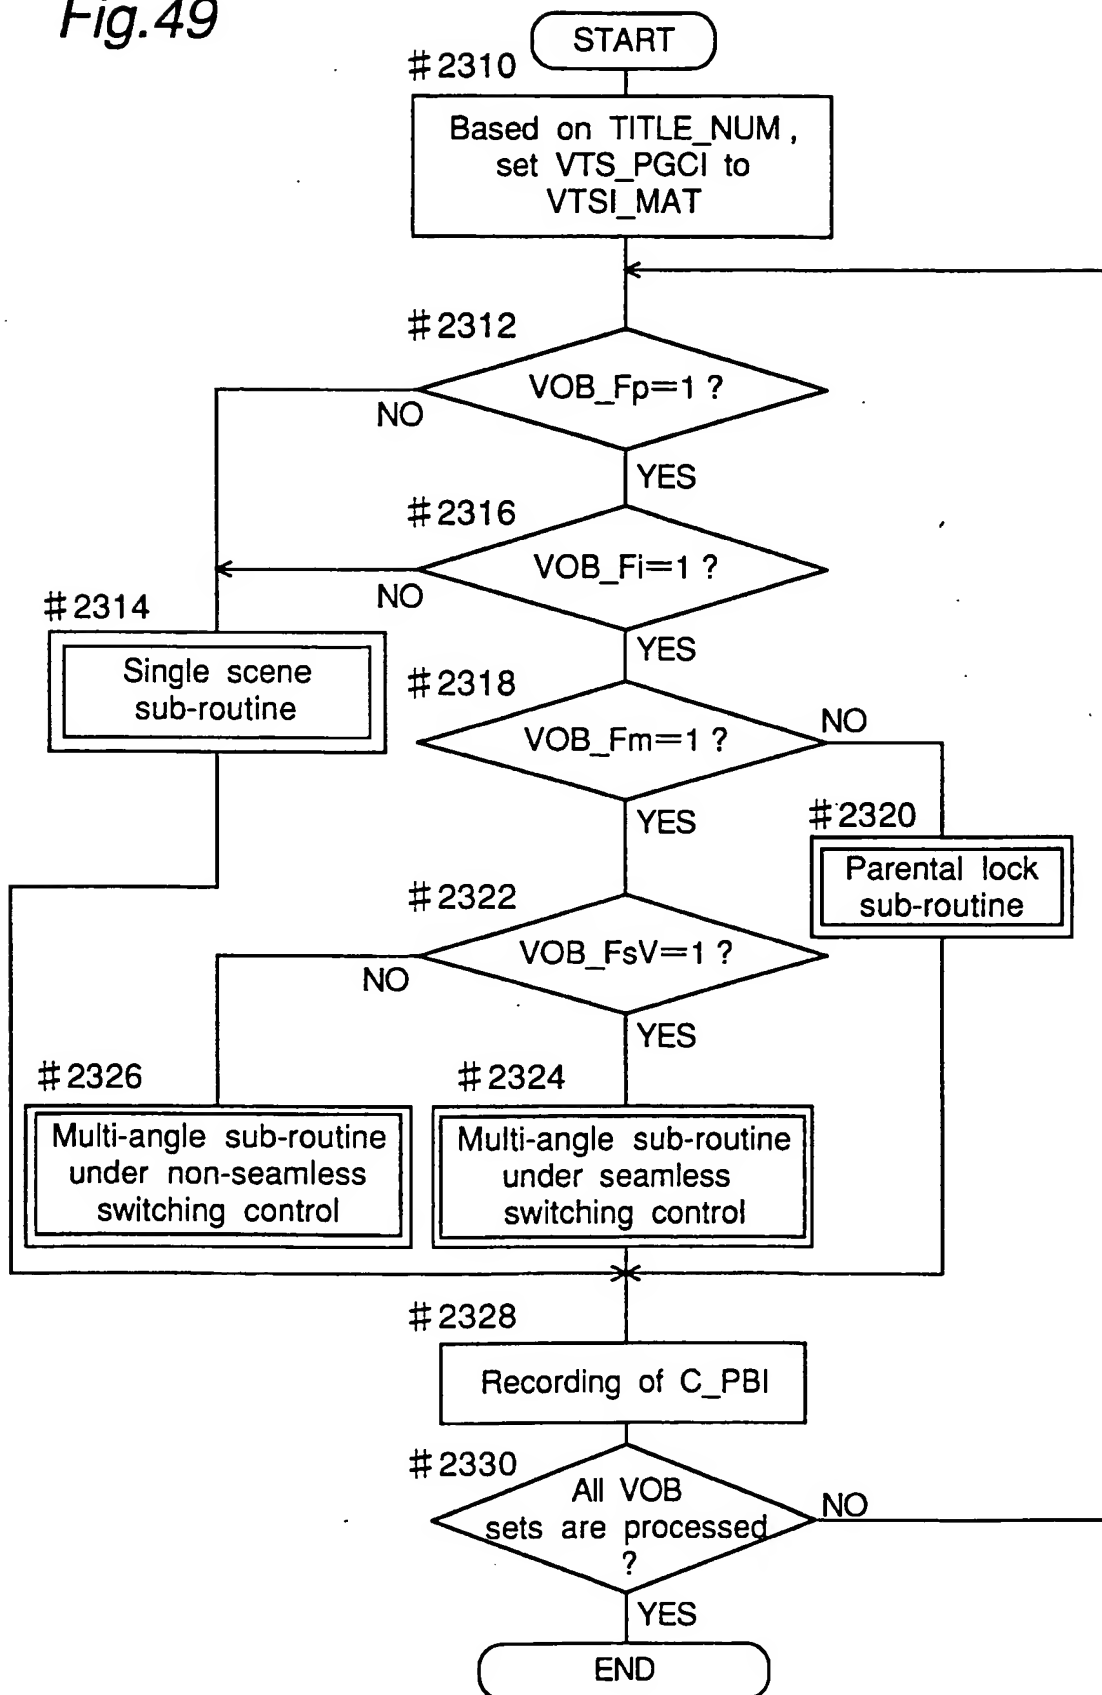 Fig.49
START
#2310
Based on TITLE_NUM,
set VTS_PGCI to
VTSI_MAT
#2312
VOB_Fp=1 ?
NO
YES
#2316
VOB_Fi=1 ?
NO
YES
#2314
Single scene
sub-routine
#2318
VOB_Fm=1 ?
NO
YES
#2320
Parental lock
sub-routine
#2322
VOB_FsV=1 ?
NO
YES
#2326
Multi-angle sub-routine
under non-seamless
switching control
#2324
Multi-angle sub-routine
under seamless
switching control
#2328
Recording of C_PBI
#2330
All VOB
sets are processed
?
NO
YES
END